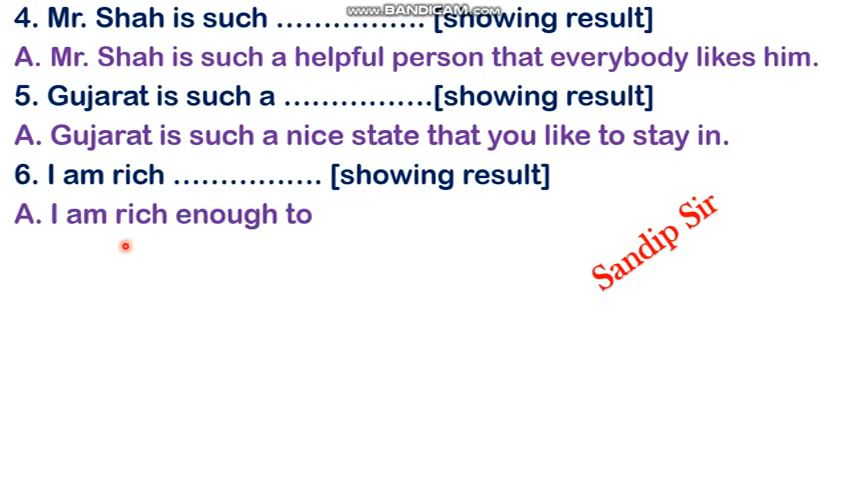 www.BANDICAM.com
4. Mr. Shah is such ................ [showing result]
A. Mr. Shah is such a helpful person that everybody likes him.
5. Gujarat is such a ................[showing result]
A. Gujarat is such a nice state that you like to stay in.
6. I am rich ................ [showing result]
A. I am rich enough to
Sandip Sir